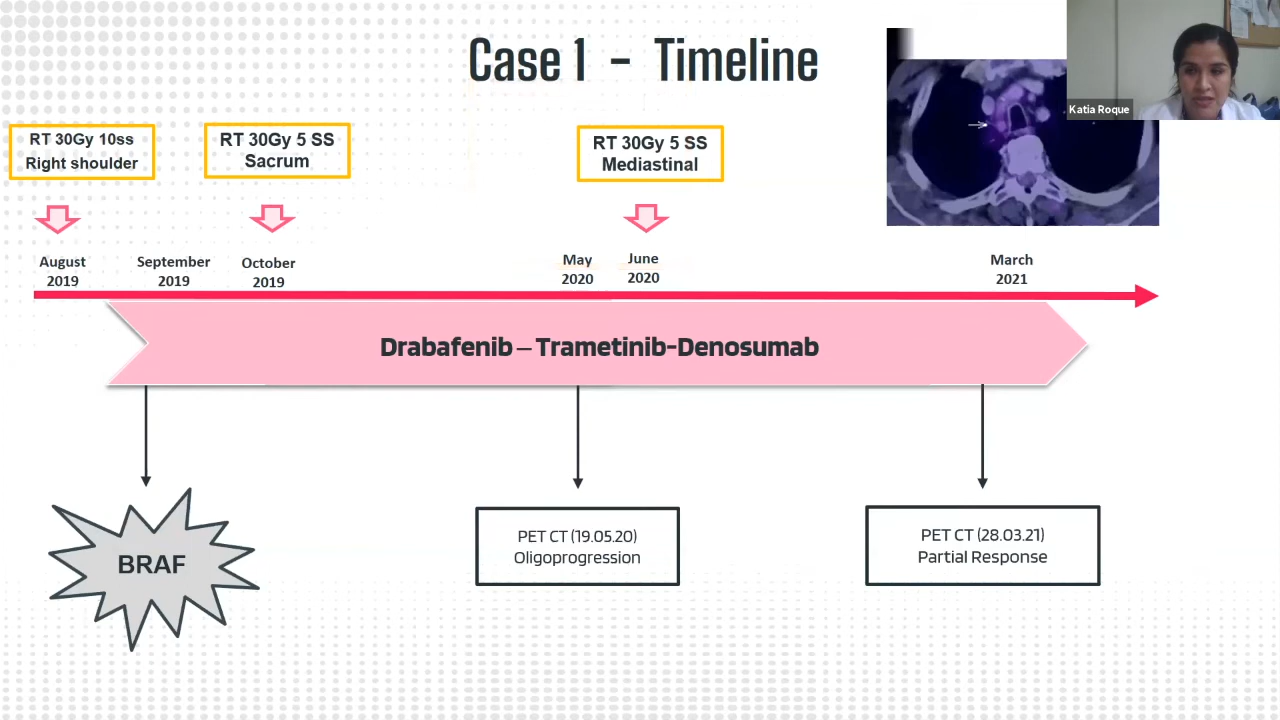 Case 1 – Timeline
Katia Roque
RT 30Gy 10ss
Right shoulder
RT 30Gy 5 SS
Sacrum
RT 30Gy 5 SS
Mediastinal
August
2019
September
2019
October
2019
May
2020
June
2020
March
2021
Drabafenib – Trametinib-Denosumab
BRAF
PET CT (19.05.20)
Oligoprogression
PET CT (28.03.21)
Partial Response